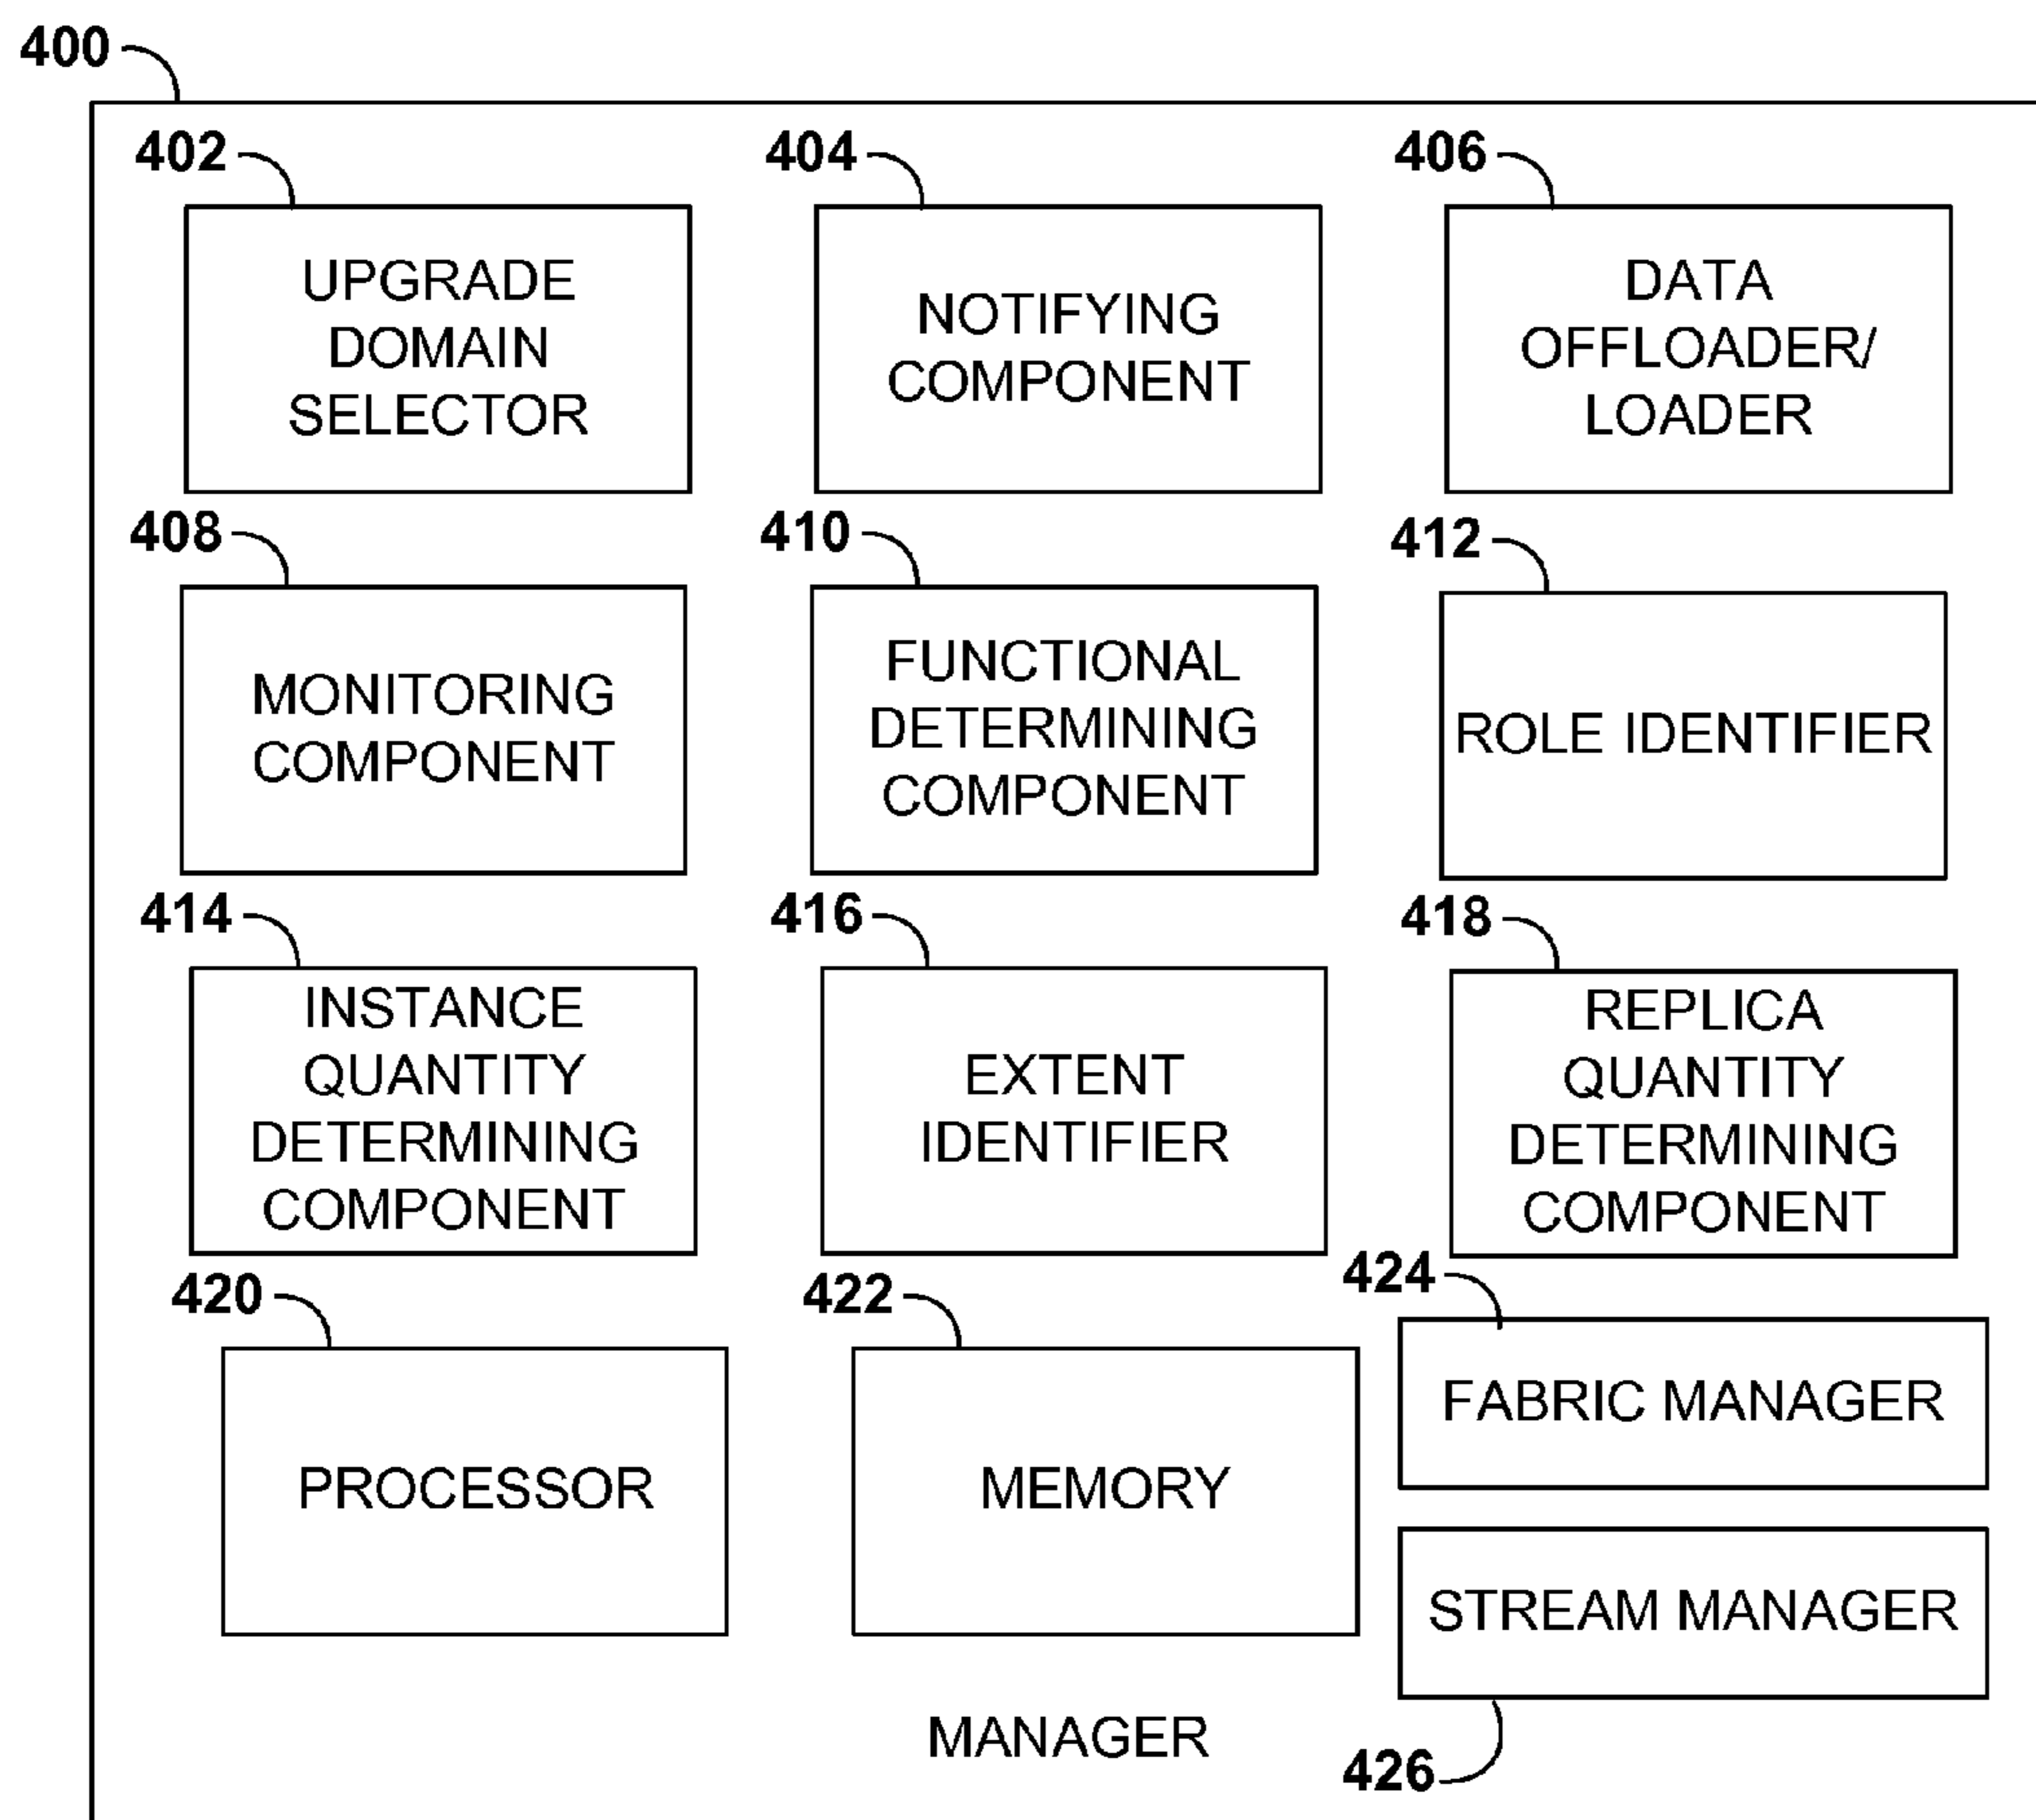 400
402
404
406
UPGRADE
DOMAIN
SELECTOR
NOTIFYING
COMPONENT
DATA
OFFLOADER/
LOADER
408
410
412
MONITORING
COMPONENT
FUNCTIONAL
DETERMINING
COMPONENT
ROLE IDENTIFIER
414
416
418
INSTANCE
QUANTITY
DETERMINING
COMPONENT
EXTENT
IDENTIFIER
REPLICA
QUANTITY
DETERMINING
COMPONENT
420
422
424
PROCESSOR
MEMORY
FABRIC MANAGER
STREAM MANAGER
MANAGER
426